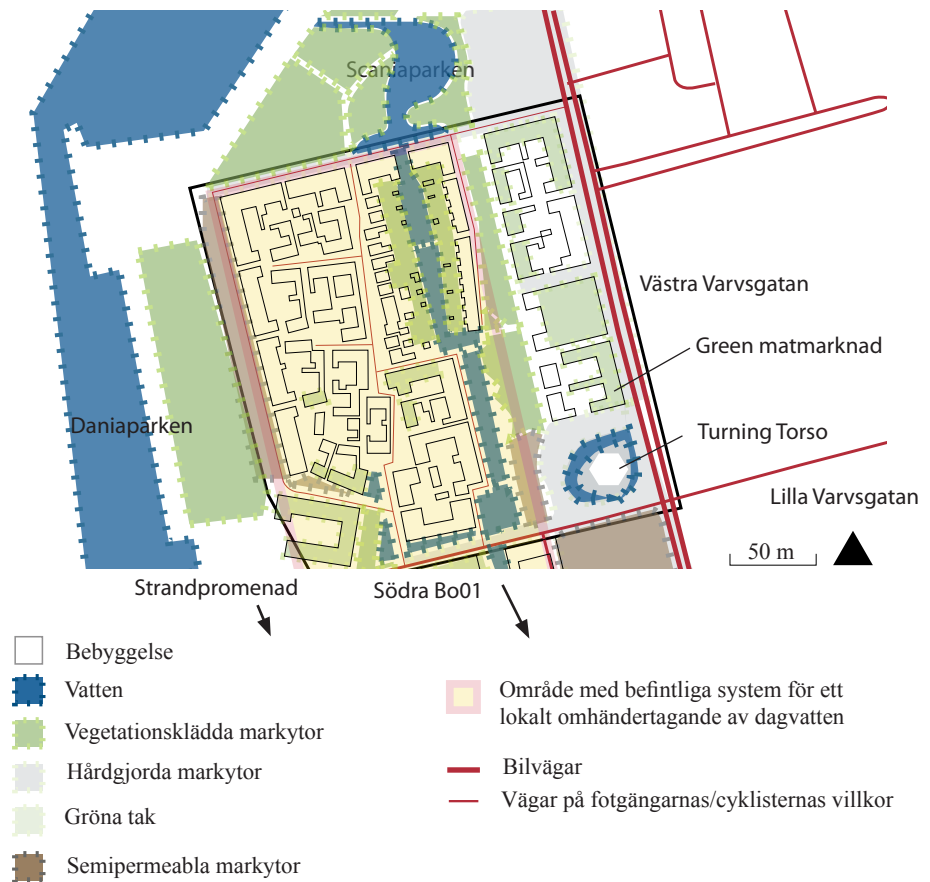 Scaniaparken
Västra Varvsgatan
Green matmarknad
Daniaparken
Turning Torso
Lilla Varvsgatan
50 m
Strandpromenad
Södra Bo01
Bebyggelse
Vatten
Vegetationsklädda markytor
Hårdgjorda markytor
Gröna tak
Semipermeabla markytor
Område med befintliga system för ett
lokalt omhändertagande av dagvatten
Bilvägar
Vägar på fotgängarnas/cyklisternas villkor